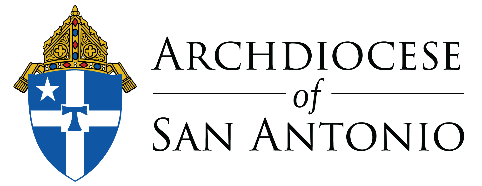 ARCHDIOCESE
of
SAN ANTONIO